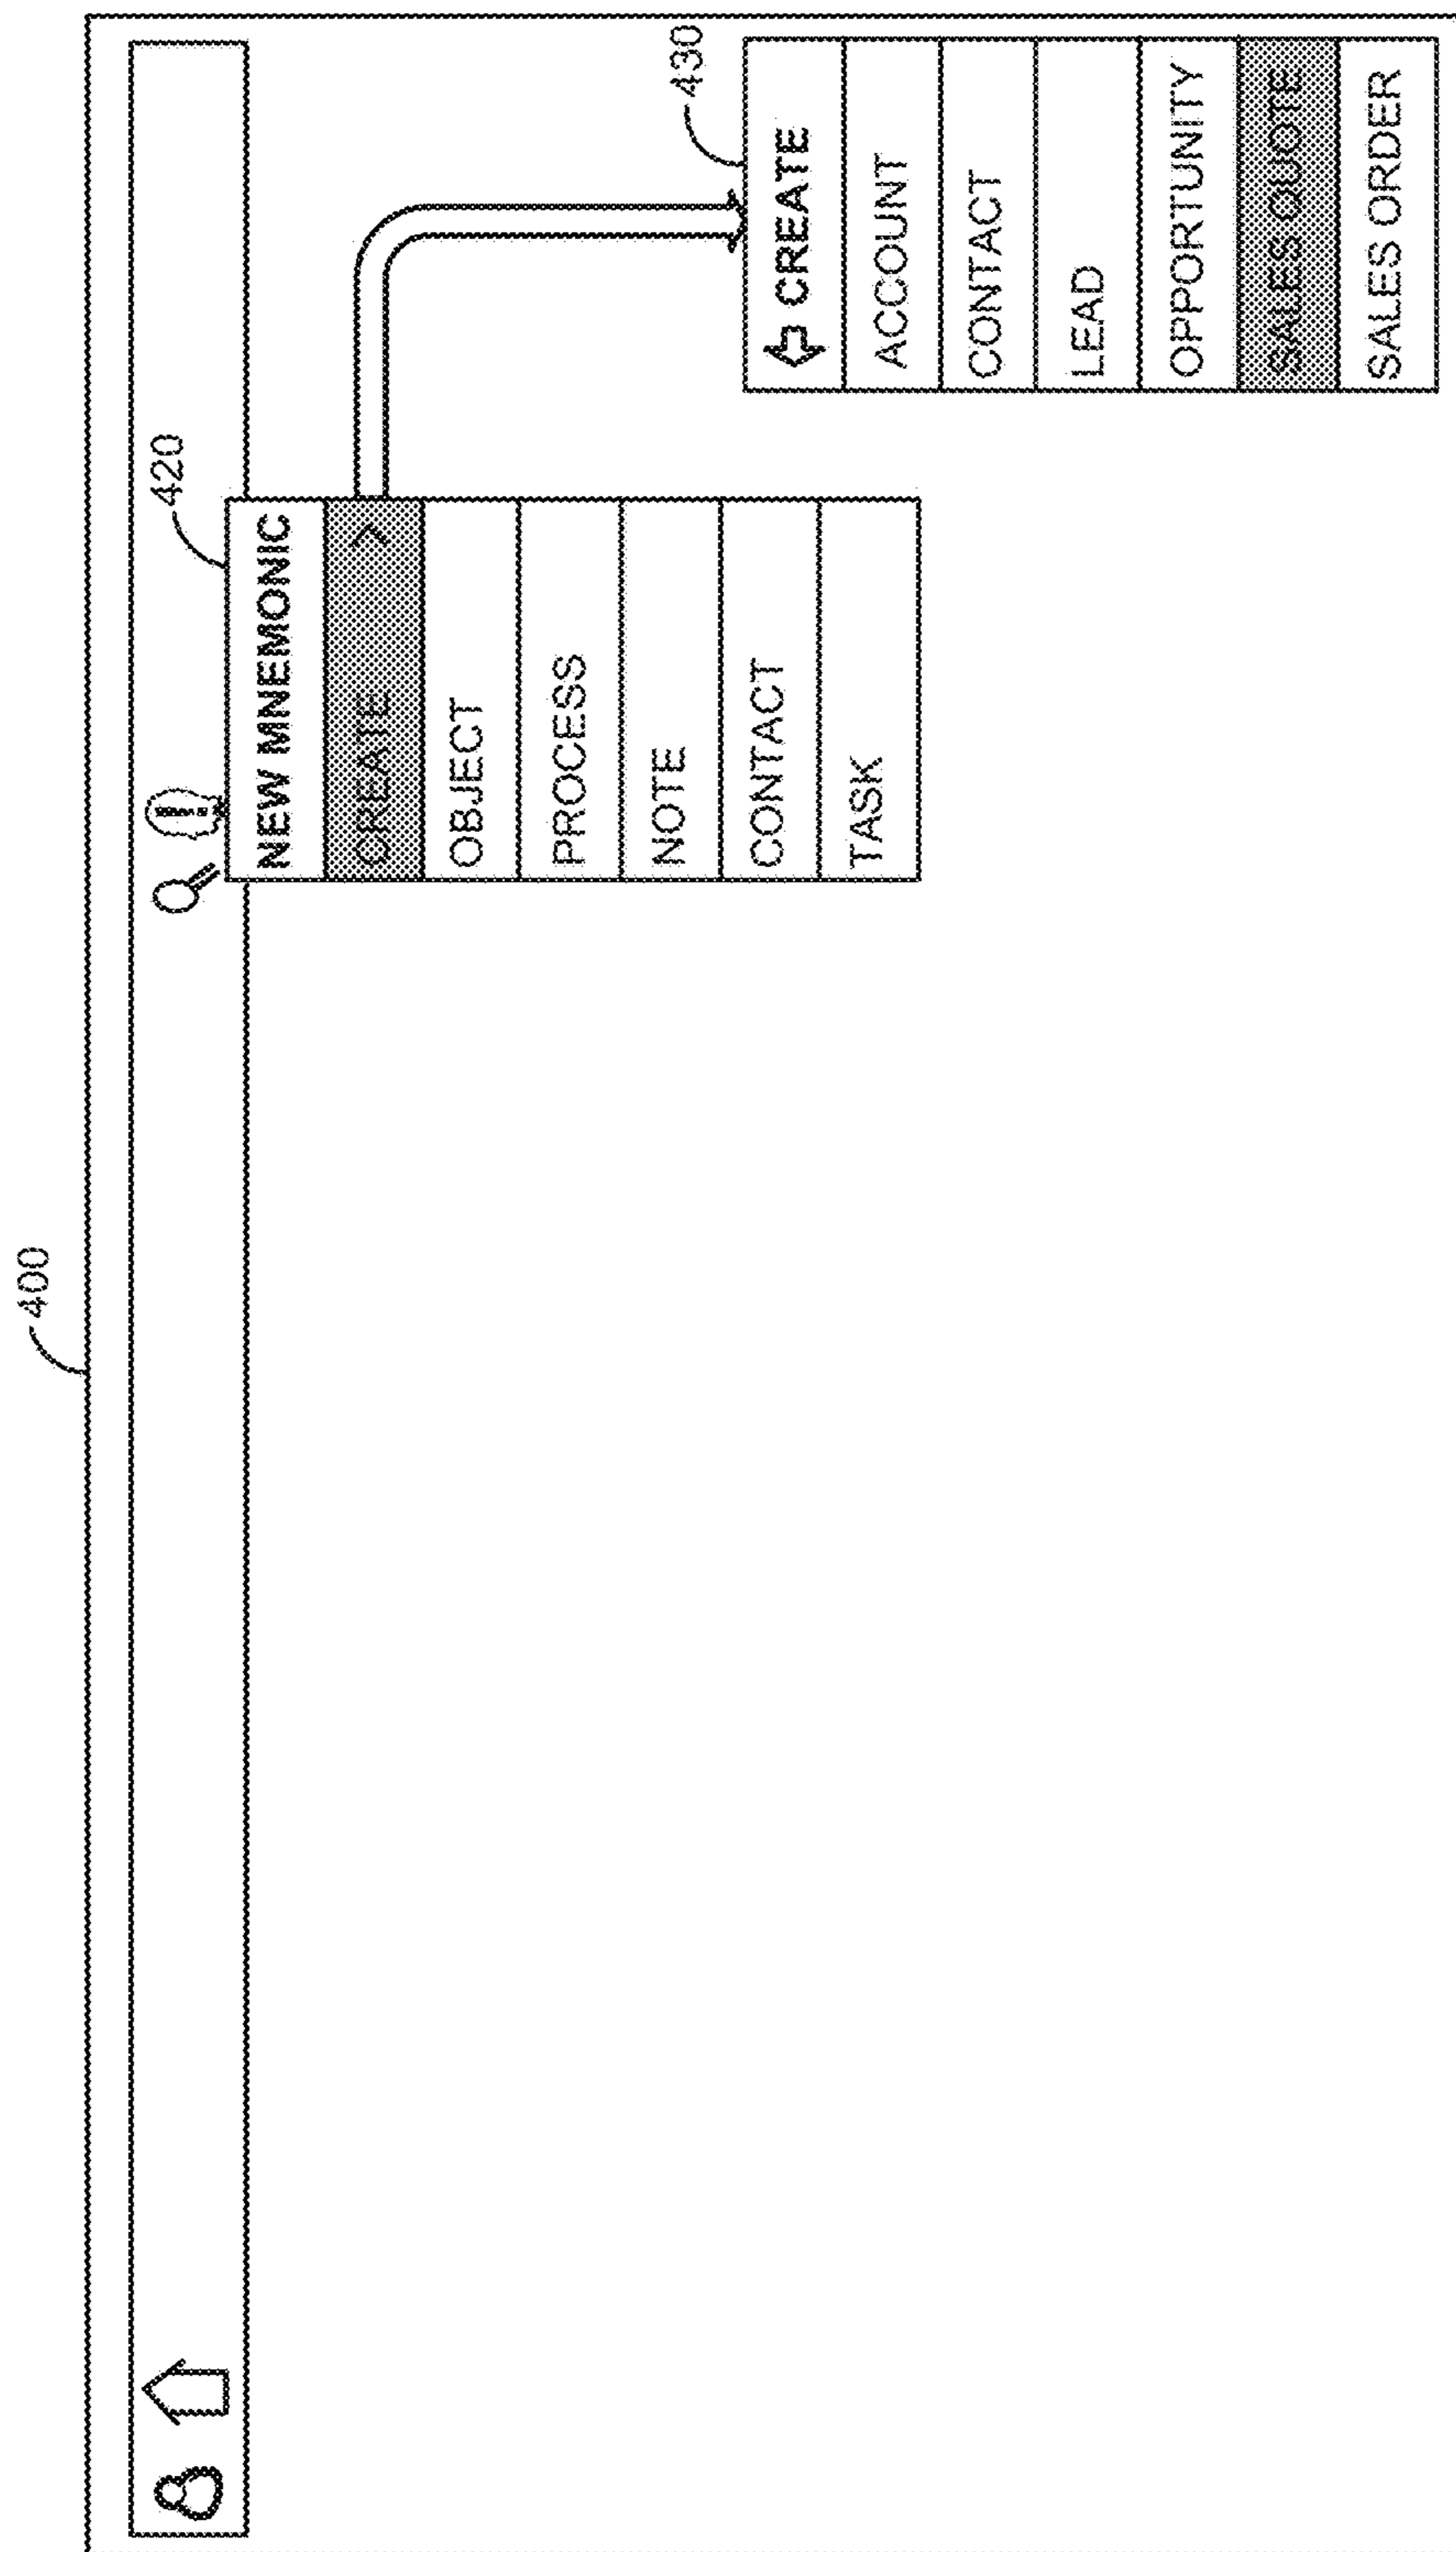 400
420
NEW MNEMONIC
CREATE >
OBJECT
PROCESS
NOTE
CONTACT
TASK
430
CREATE
ACCOUNT
CONTACT
LEAD
OPPORTUNITY
SALES QUOTE
SALES ORDER